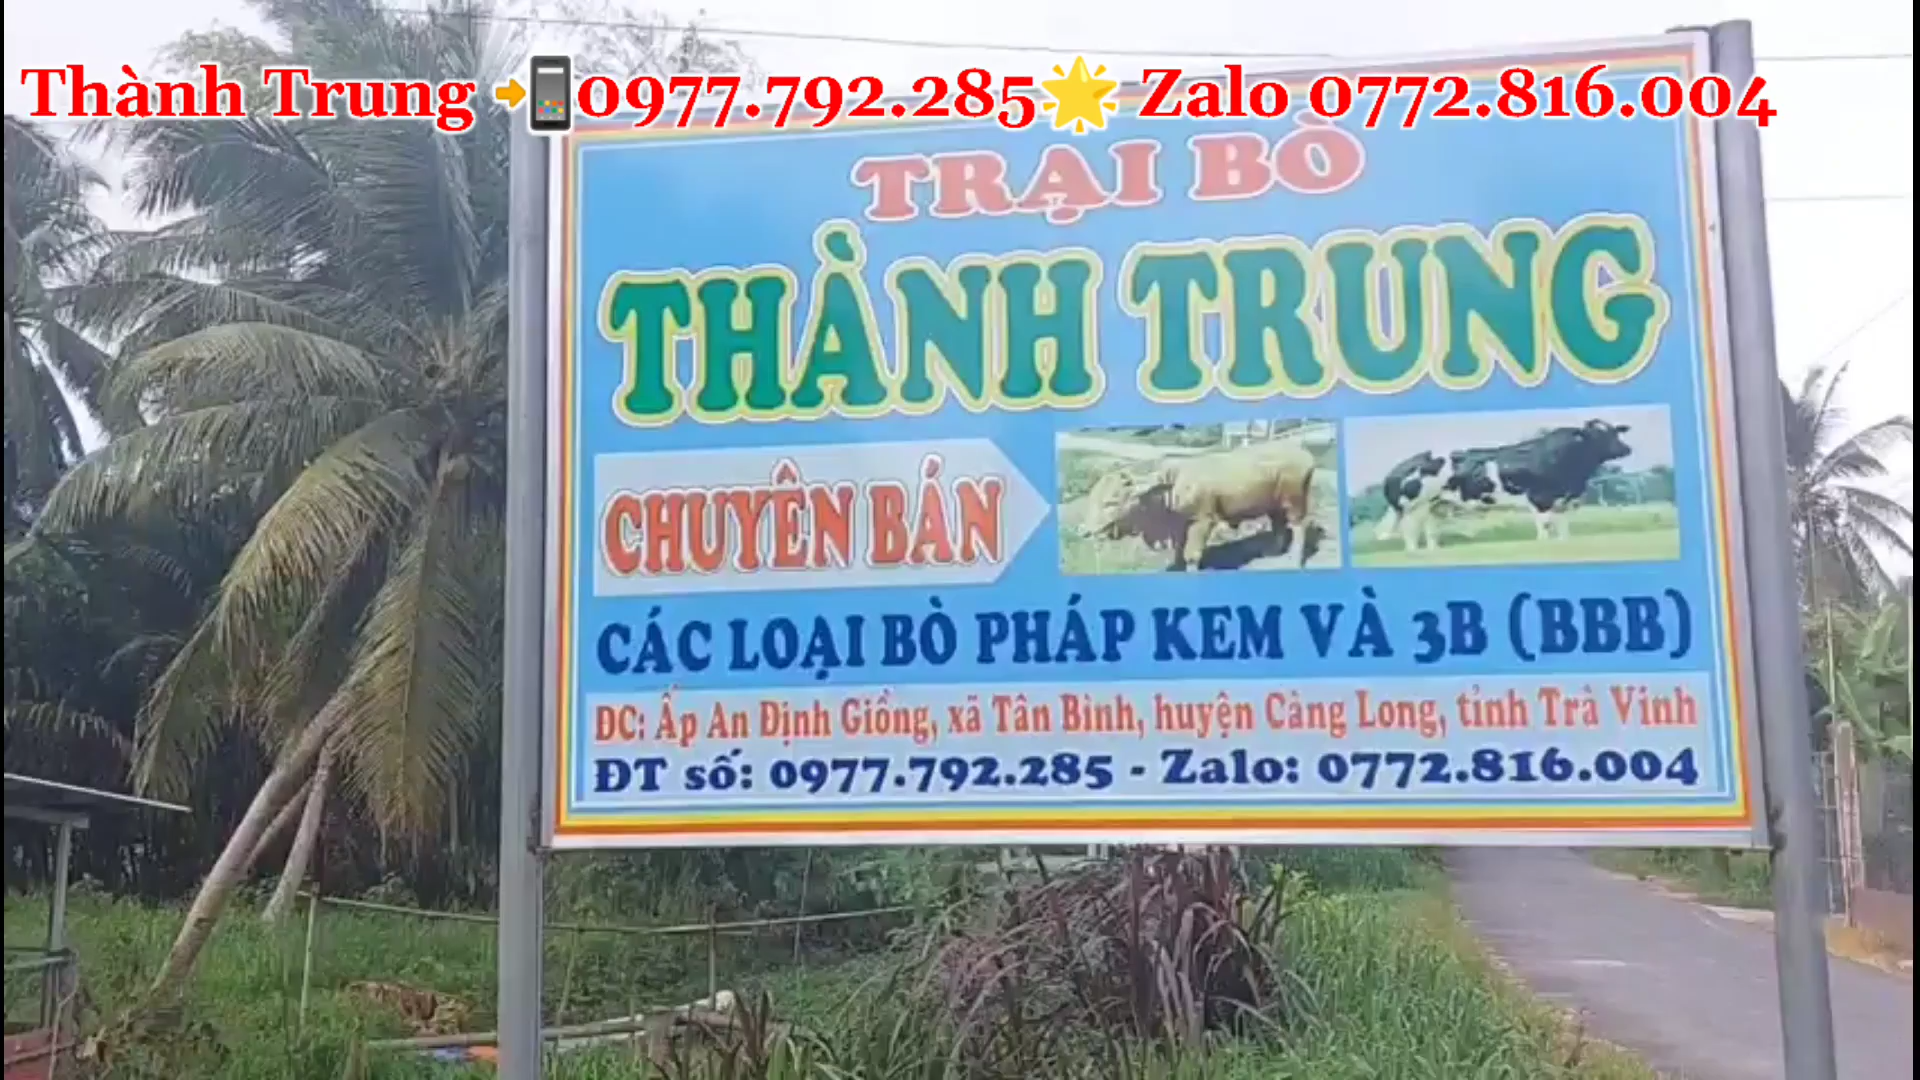 Thành Trung 📲0977.792.285🌟 Zalo 0772.816.004
TRẠI BÒ
THÀNH TRUNG
CHUYÊN BÁN
CÁC LOẠI BÒ PHÁP KEM VÀ 3B (BBB)
ĐC: Ấp An Định Giồng, xã Tân Bình, huyện Càng Long, tỉnh Trà Vinh
ĐT số: 0977.792.285 - Zalo: 0772.816.004